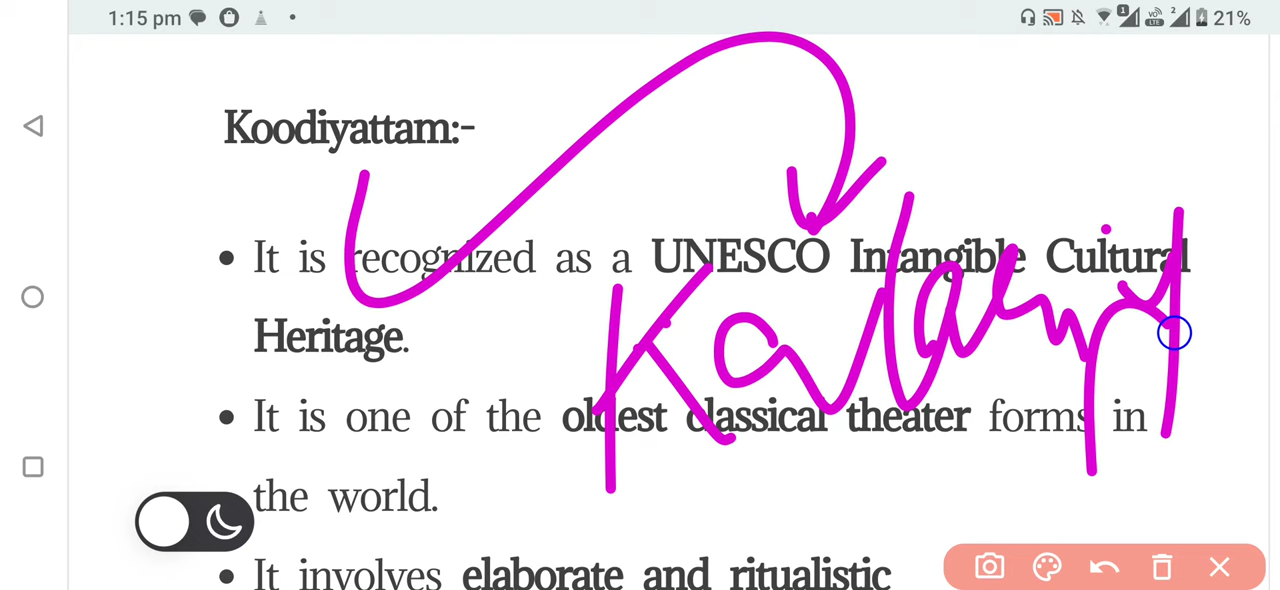 1:15 pm
21%
Koodiyattam:-
• It is recognized as a UNESCO Intangible Cultural
Heritage.
• It is one of the oldest classical theater forms in
the world.
• It involves elaborate and ritualistic